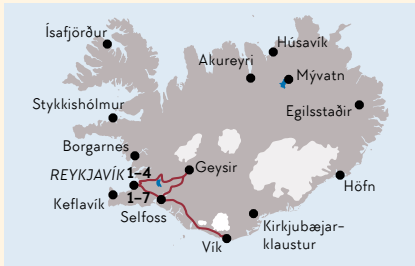 Ísafjörður
Húsavík
Akureyri
Mývatn
Stykkishólmur
Egilsstaðir
Borgarnes
Geysir
REYKJAVÍK 1–4
1–7
Keflavík
Selfoss
Höfn
Vík
Kirkjubæjar-
klaustur